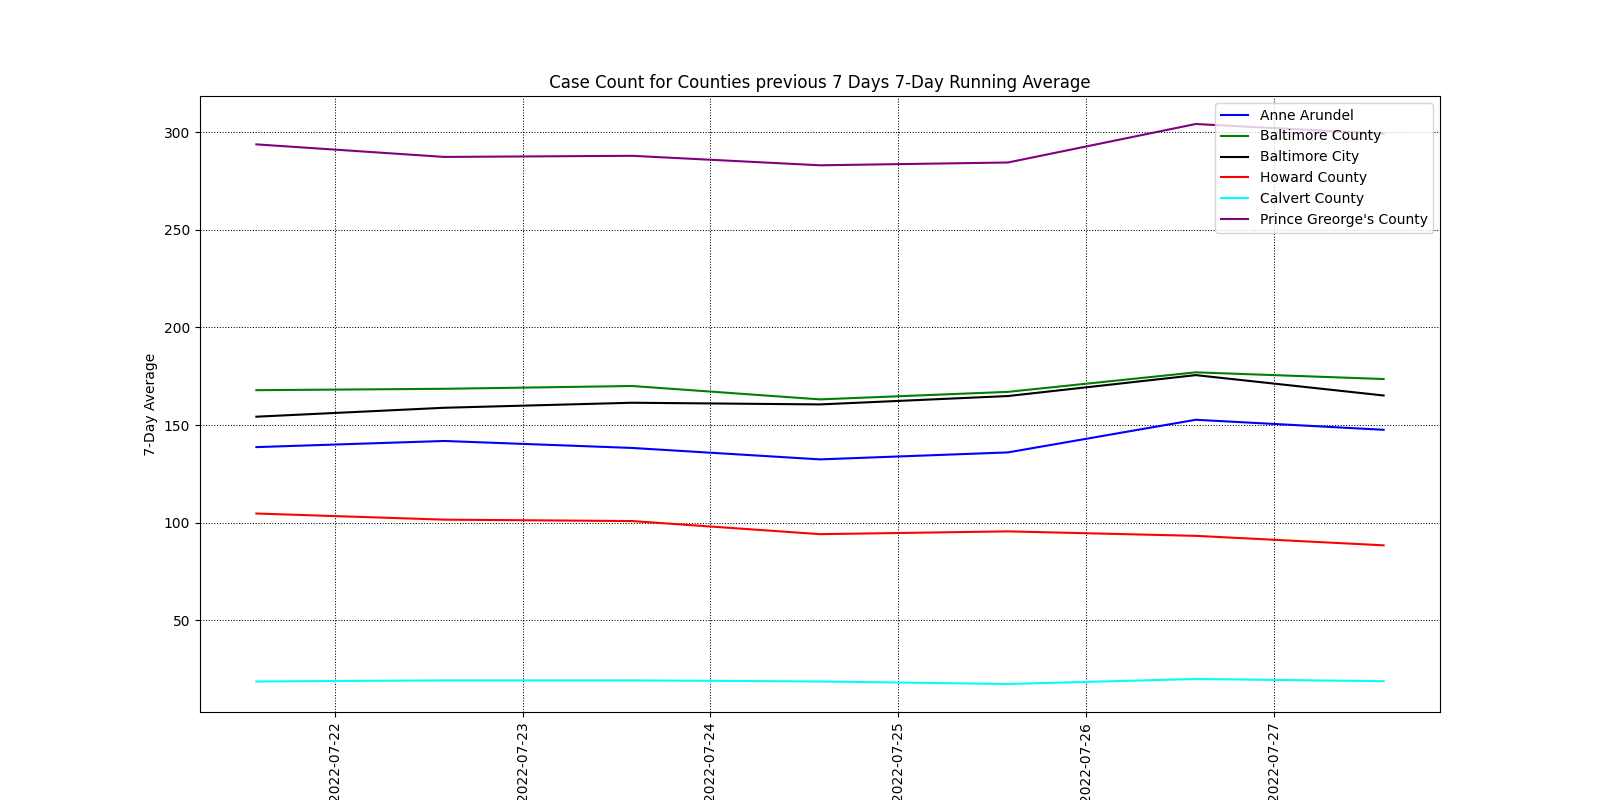 Case Count for Counties previous 7 Days 7-Day Running Average
Anne Arundel
Baltimore County
Baltimore City
Howard County
Calvert County
Prince Greorge's County
7-Day Average
300
250
200
150
100
50
2022-07-22
2022-07-23
2022-07-24
2022-07-25
2022-07-26
2022-07-27